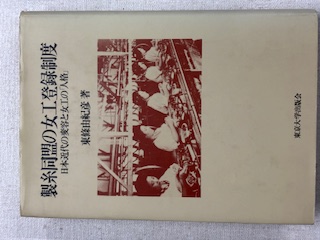 製糸同盟の女工登録制度
日本近代の変容と女工の「人格」
東條由紀彦 著
東京大学出版会